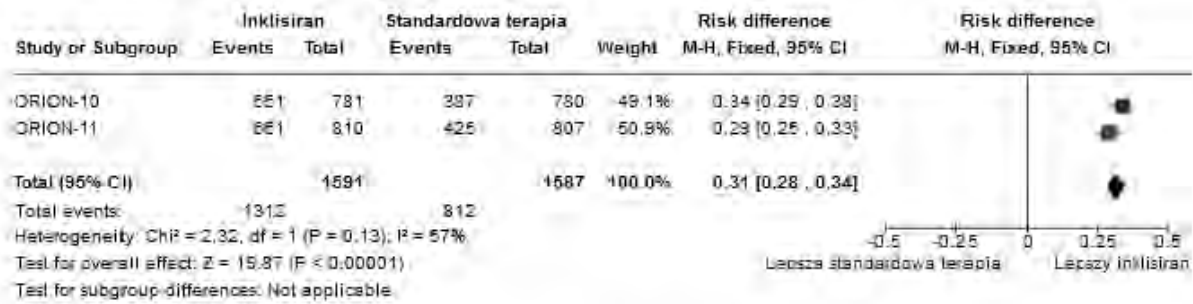 Inklisiran Standardowa terapia Risk difference Risk difference
Study or Subgroup Events Total Events Total Weight M-H, Fixed, 95% CI M-H, Fixed, 95% CI
ORION-10 651 781 387 780 49.1% 0.34 [0.29 , 0.38]
ORION-11 661 810 425 807 50.9% 0.29 [0.25 , 0.33]
Total (95% CI) 1591 1587 100.0% 0.31 [0.28 , 0.34]
Total events: 1312 812
Heterogeneity: Chi² = 2.32, df = 1 (P = 0.13); I² = 57%
-0.5 -0.25 0 0.25 0.5
Test for overall effect: Z = 15.87 (P < 0.00001)
Lepsza standardowa terapia Lepszy inklisiran
Test for subgroup differences: Not applicable